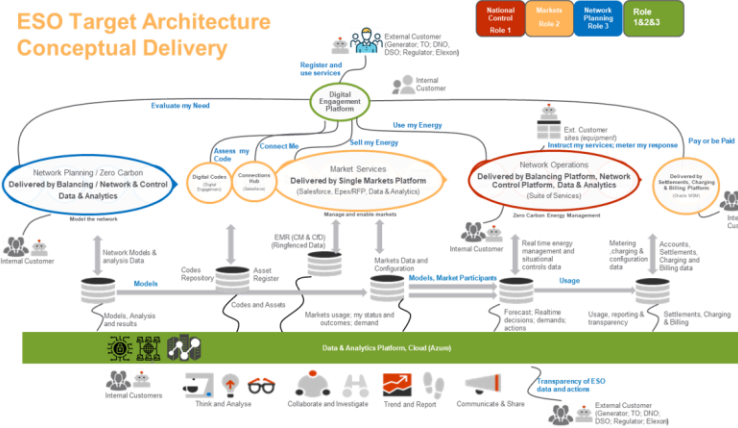 ESO Target Architecture
Conceptual Delivery
National
Control
Role 1
Markets
Role 2
Network
Planning
Role 3
Role
1&2&3
External Customer
(Generator; TO; DNO;
DSO; Regulator; Elexon)
Register and
use services
Internal
Customer
Digital
Engagement
Platform
Evaluate my Need
Assess my
Code
Connect Me
Sell my Energy
Use my Energy
Ext. Customer
sites (equipment)
Instruct my services; meter my response
Pay or be Paid
Network Planning / Zero Carbon
Delivered by Balancing / Network & Control
Data & Analytics
Model the network
Digital Codes
(Digital
Engagement)
Connections
Hub
(Salesforce)
Market Services
Delivered by Single Markets Platform
(Salesforce, Epex/RFP, Data & Analytics)
Manage and enable markets
Network Operations
Delivered by Balancing Platform, Network
Control Platform, Data & Analytics
(Suite of Services)
Zero Carbon Energy Management
Delivered by
Settlements, Charging
& Billing Platform
Internal Customer
Internal Customer
Inte
Cus
Network Models &
analysis Data
Codes
Repository
Asset
Register
EMR (CM & CfD)
(Ringfenced Data)
Markets Data and
Configuration
Real time energy
management and
situational
controls data
Metering
,charging &
configuration
data
Accounts,
Settlements,
Charging and
Billing data
Models
Models, Market Participants
Usage
Models, Analysis
and results
Codes and Assets
Markets usage; my status and
outcomes; demand
Forecast; Realtime
decisions; demands;
actions
Usage, reporting &
transparency
Settlements, Charging
& Billing
Data & Analytics Platform, Cloud (Azure)
Internal Customers
Think and Analyse
Collaborate and Investigate
Trend and Report
Communicate & Share
Transparency of ESO
data and actions
External Customer
(Generator; TO; DNO;
DSO; Regulator; Elexon)